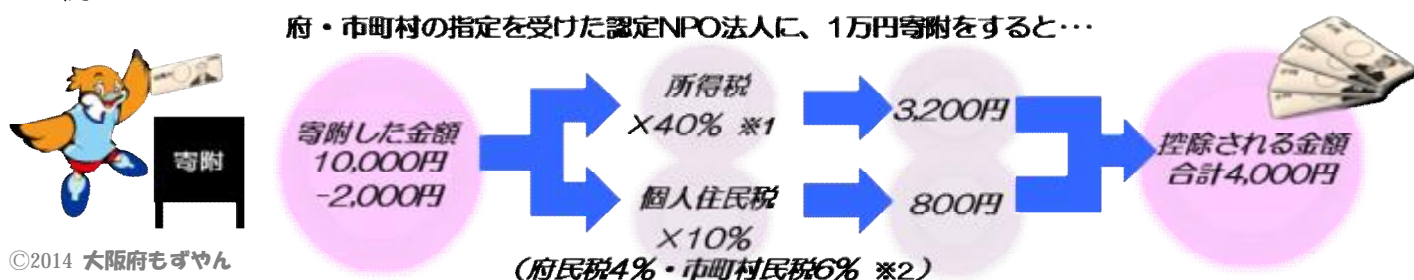 府・市町村の指定を受けた認定NPO法人に、1万円寄附をすると…
寄附
寄附した金額
10,000円
-2,000円
所得税
×40% ※1
3,200円
個人住民税
×10%
(府民税4%・市町村民税6% ※2)
800円
控除される金額
合計4,000円
©2014 大阪府もずやん